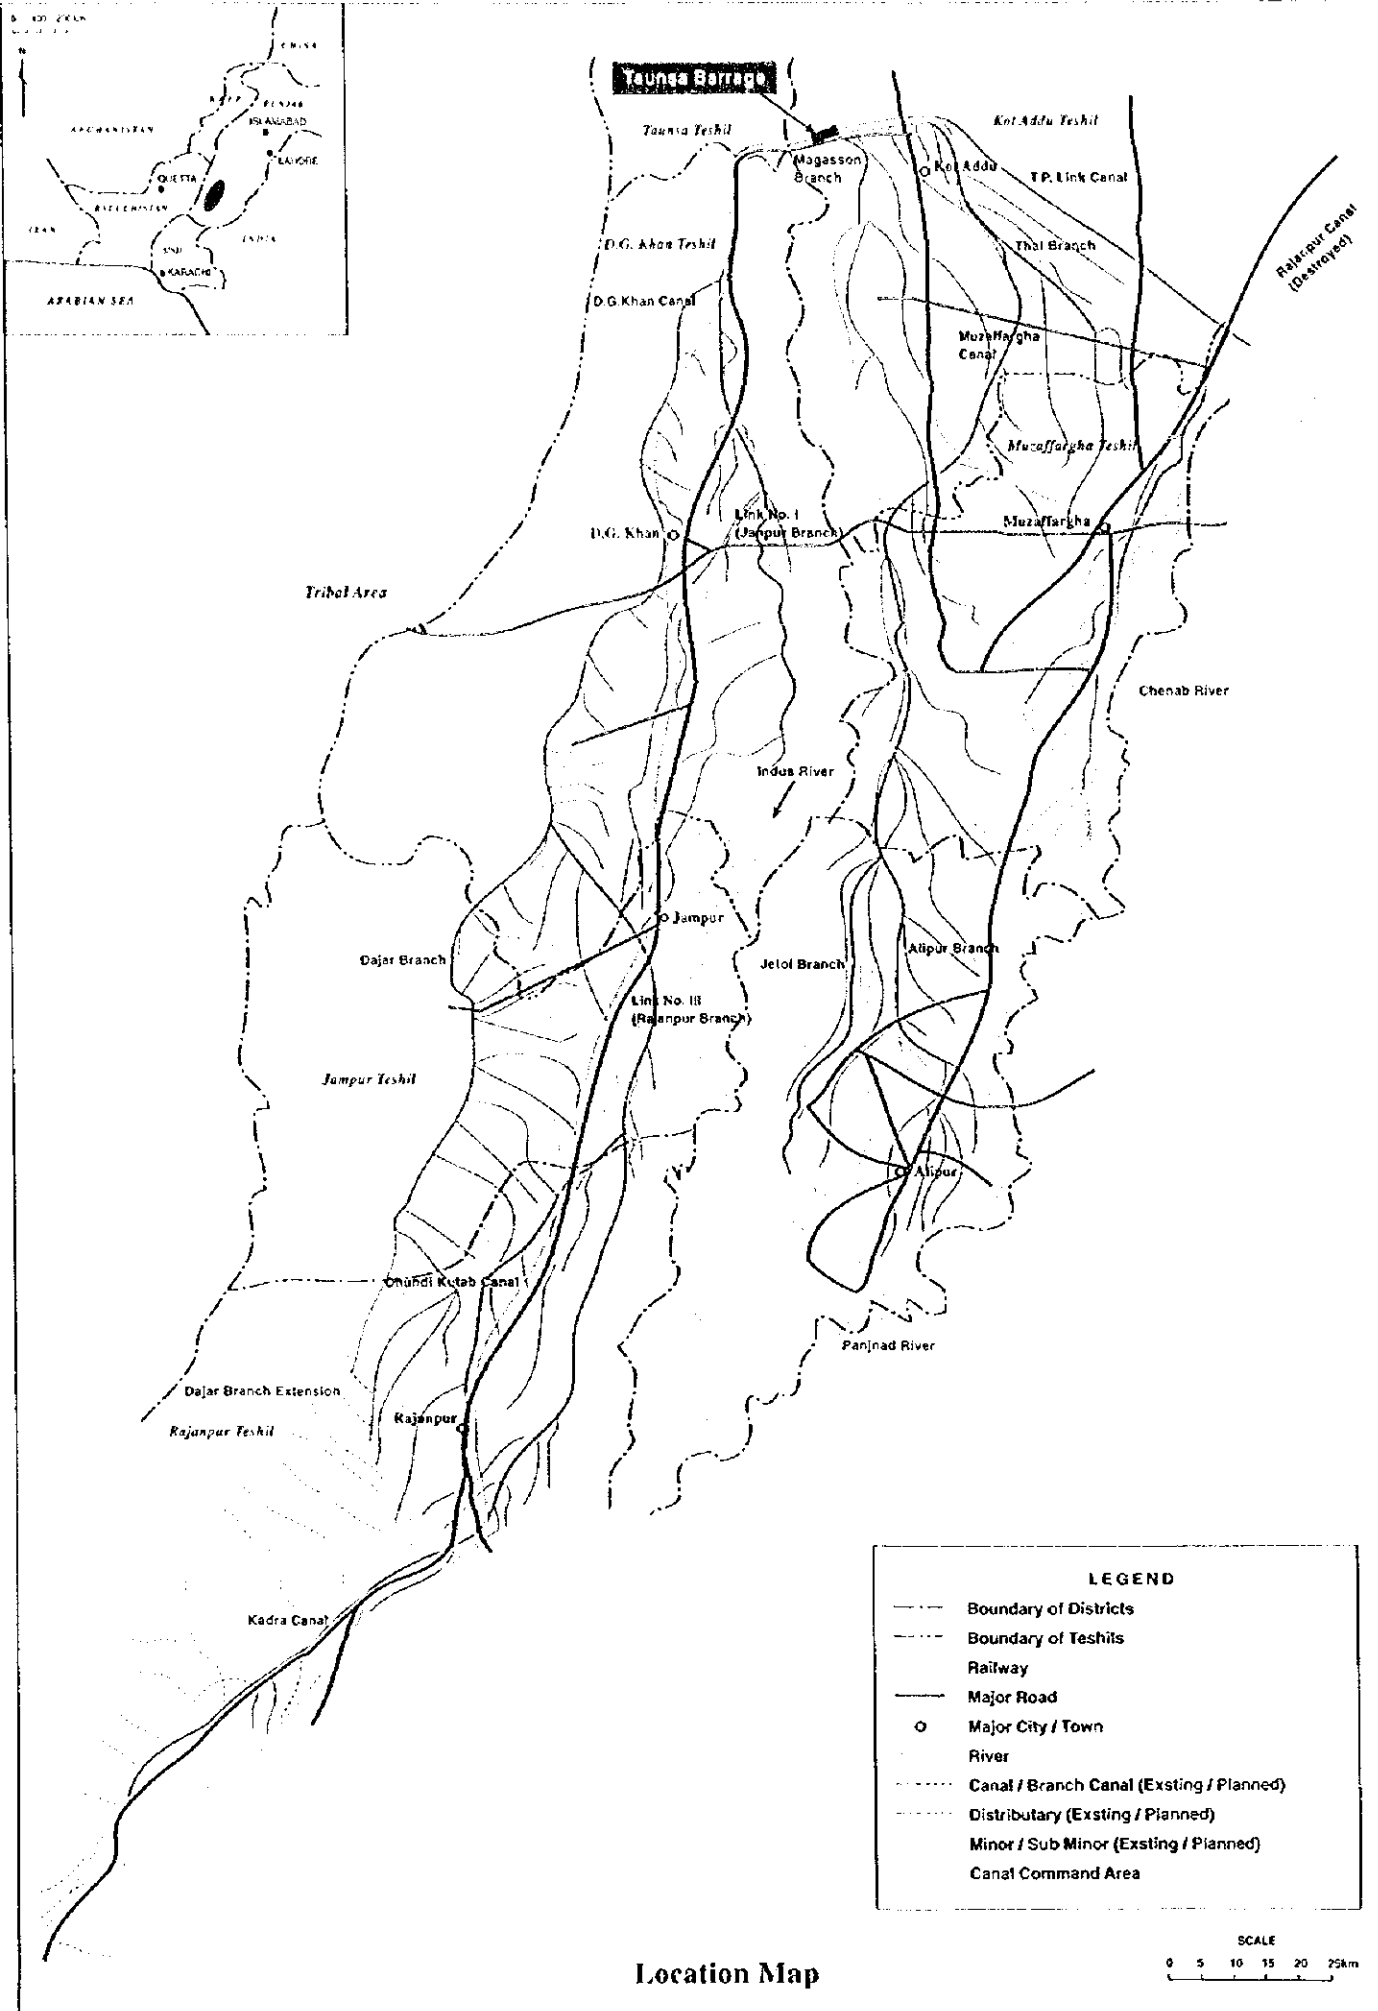 N
CHINA
AFGHANISTAN
PUNJAB
ISLAMABAD
LAHORE
QUETTA
BALUCHISTAN
IRAN
INDIA
SIND
KARACHI
ARABIAN SEA
Taunsa Barrage
Taunsa Teshil
Kot Addu Teshil
Magasson
Branch
Kot Addu
T.P. Link Canal
Rajanpur Canal
(Destroyed)
D.G. Khan Teshil
Thal Branch
D.G.Khan Canal
Muzaffargha
Canal
Muzaffargha Teshil
Link No. I
(Janpur Branch)
D.G. Khan
Muzaffargha
Tribal Area
Chenab River
Indus River
Jampur
Dajar Branch
Jetol Branch
Alipur Branch
Link No. III
(Rajanpur Branch)
Jampur Teshil
Alipur
Dhundi Kutab Canal
Panjnad River
Dajar Branch Extension
Rajanpur
Rajanpur Teshil
Kadra Canal
LEGEND
Boundary of Districts
Boundary of Teshils
Railway
Major Road
Major City / Town
River
Canal / Branch Canal (Exsting / Planned)
Distributary (Exsting / Planned)
Minor / Sub Minor (Exsting / Planned)
Canal Command Area
SCALE
0 5 10 15 20 25km
Location Map